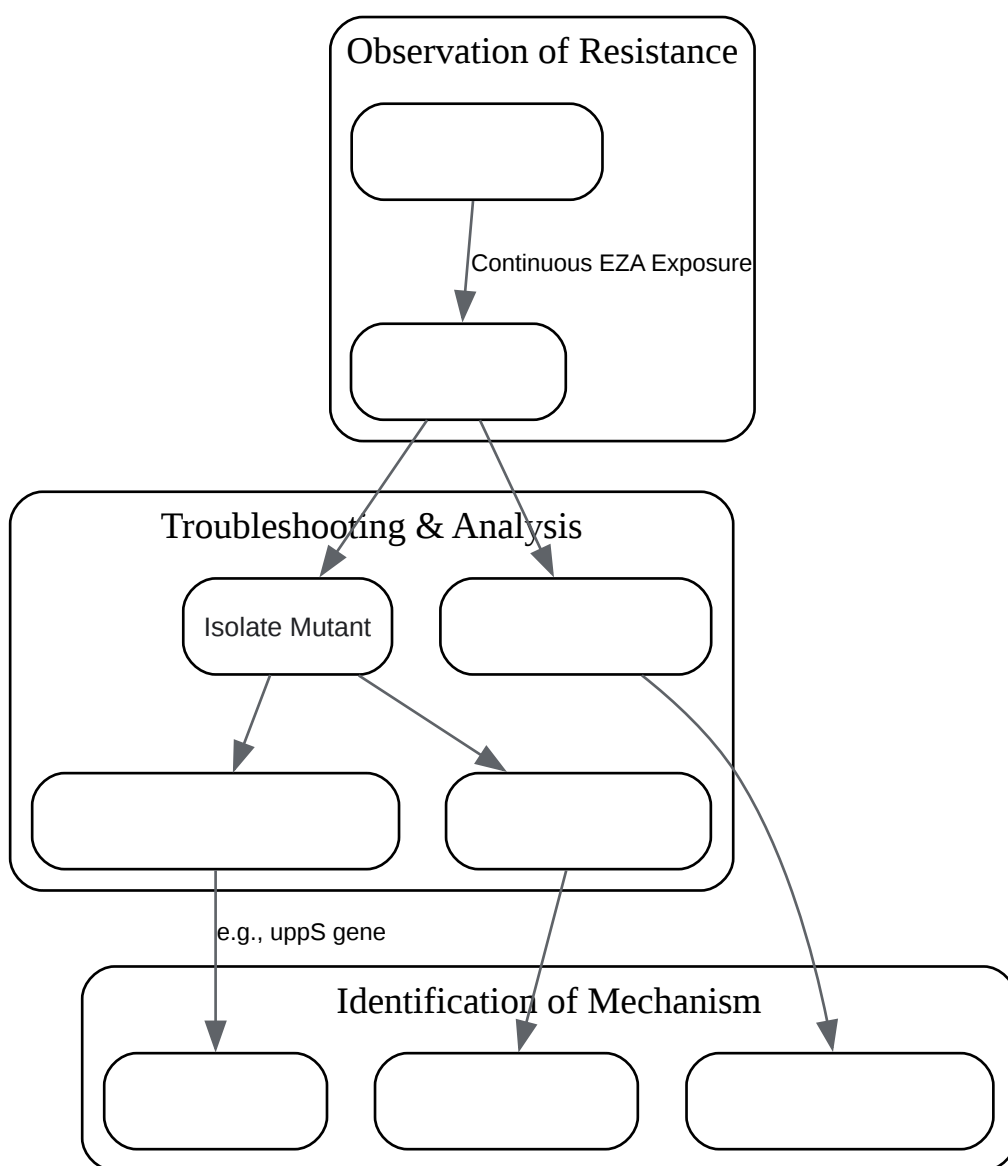 Observation of Resistance
Continuous EZA Exposure
Troubleshooting & Analysis
Isolate Mutant
e.g., uppS gene
Identification of Mechanism